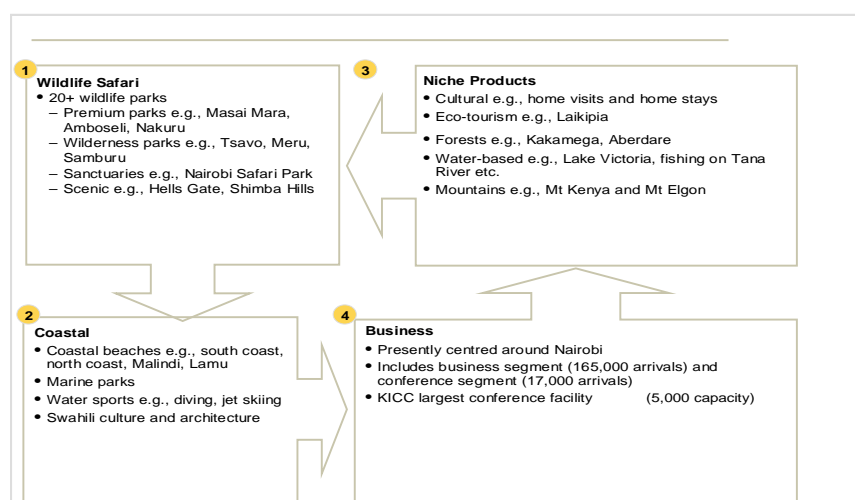 1
Wildlife Safari
• 20+ wildlife parks
– Premium parks e.g., Masai Mara,
Amboseli, Nakuru
– Wilderness parks e.g., Tsavo, Meru,
Samburu
– Sanctuaries e.g., Nairobi Safari Park
– Scenic e.g., Hells Gate, Shimba Hills
3
Niche Products
• Cultural e.g., home visits and home stays
• Eco-tourism e.g., Laikipia
• Forests e.g., Kakamega, Aberdare
• Water-based e.g., Lake Victoria, fishing on Tana
River etc.
• Mountains e.g., Mt Kenya and Mt Elgon
2
Coastal
• Coastal beaches e.g., south coast,
north coast, Malindi, Lamu
• Marine parks
• Water sports e.g., diving, jet skiing
• Swahili culture and architecture
4
Business
• Presently centred around Nairobi
• Includes business segment (165,000 arrivals) and
conference segment (17,000 arrivals)
• KICC largest conference facility (5,000 capacity)